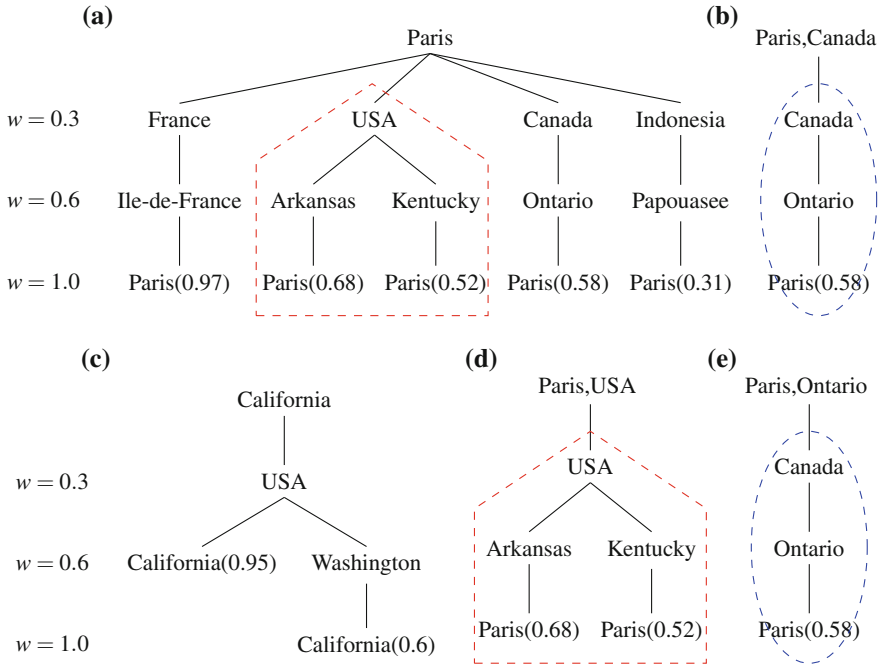 (a) (b)
Paris Paris,Canada
w = 0.3 France USA Canada Indonesia Canada
w = 0.6 Ile-de-France Arkansas Kentucky Ontario Papouasee Ontario
w = 1.0 Paris(0.97) Paris(0.68) Paris(0.52) Paris(0.58) Paris(0.31) Paris(0.58)
(c) (d) (e)
California Paris,USA Paris,Ontario
w = 0.3 USA USA Canada
w = 0.6 California(0.95) Washington Arkansas Kentucky Ontario
w = 1.0 California(0.6) Paris(0.68) Paris(0.52) Paris(0.58)